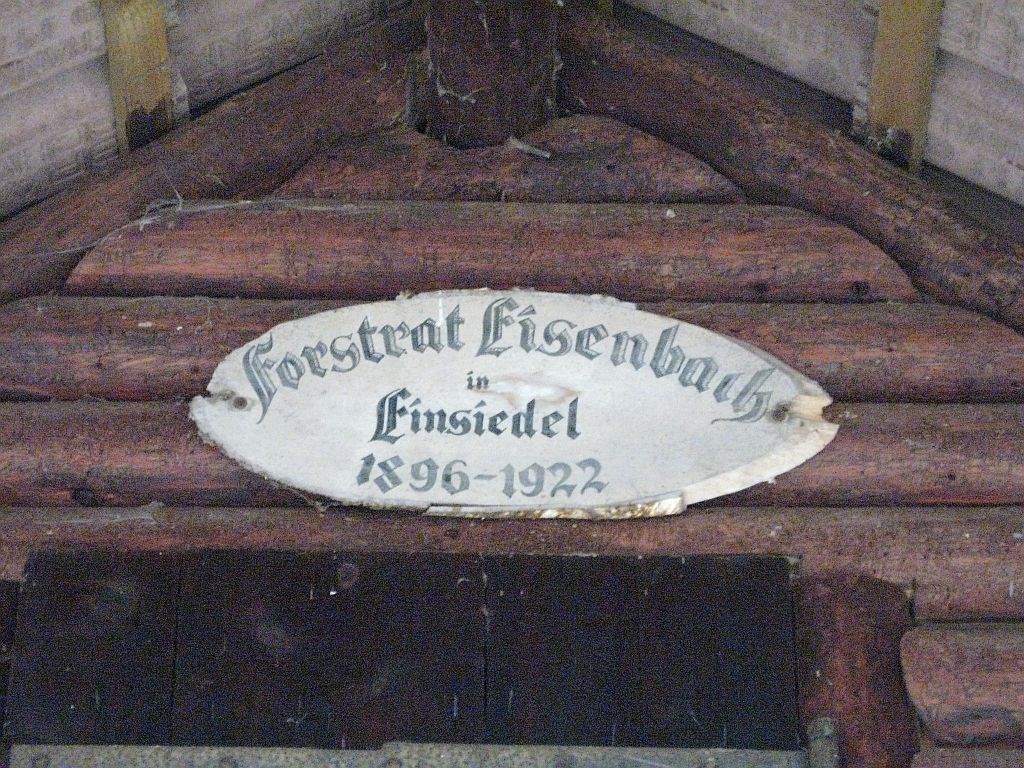 Forstrat Eisenbach
in
Einsiedel
1896-1922